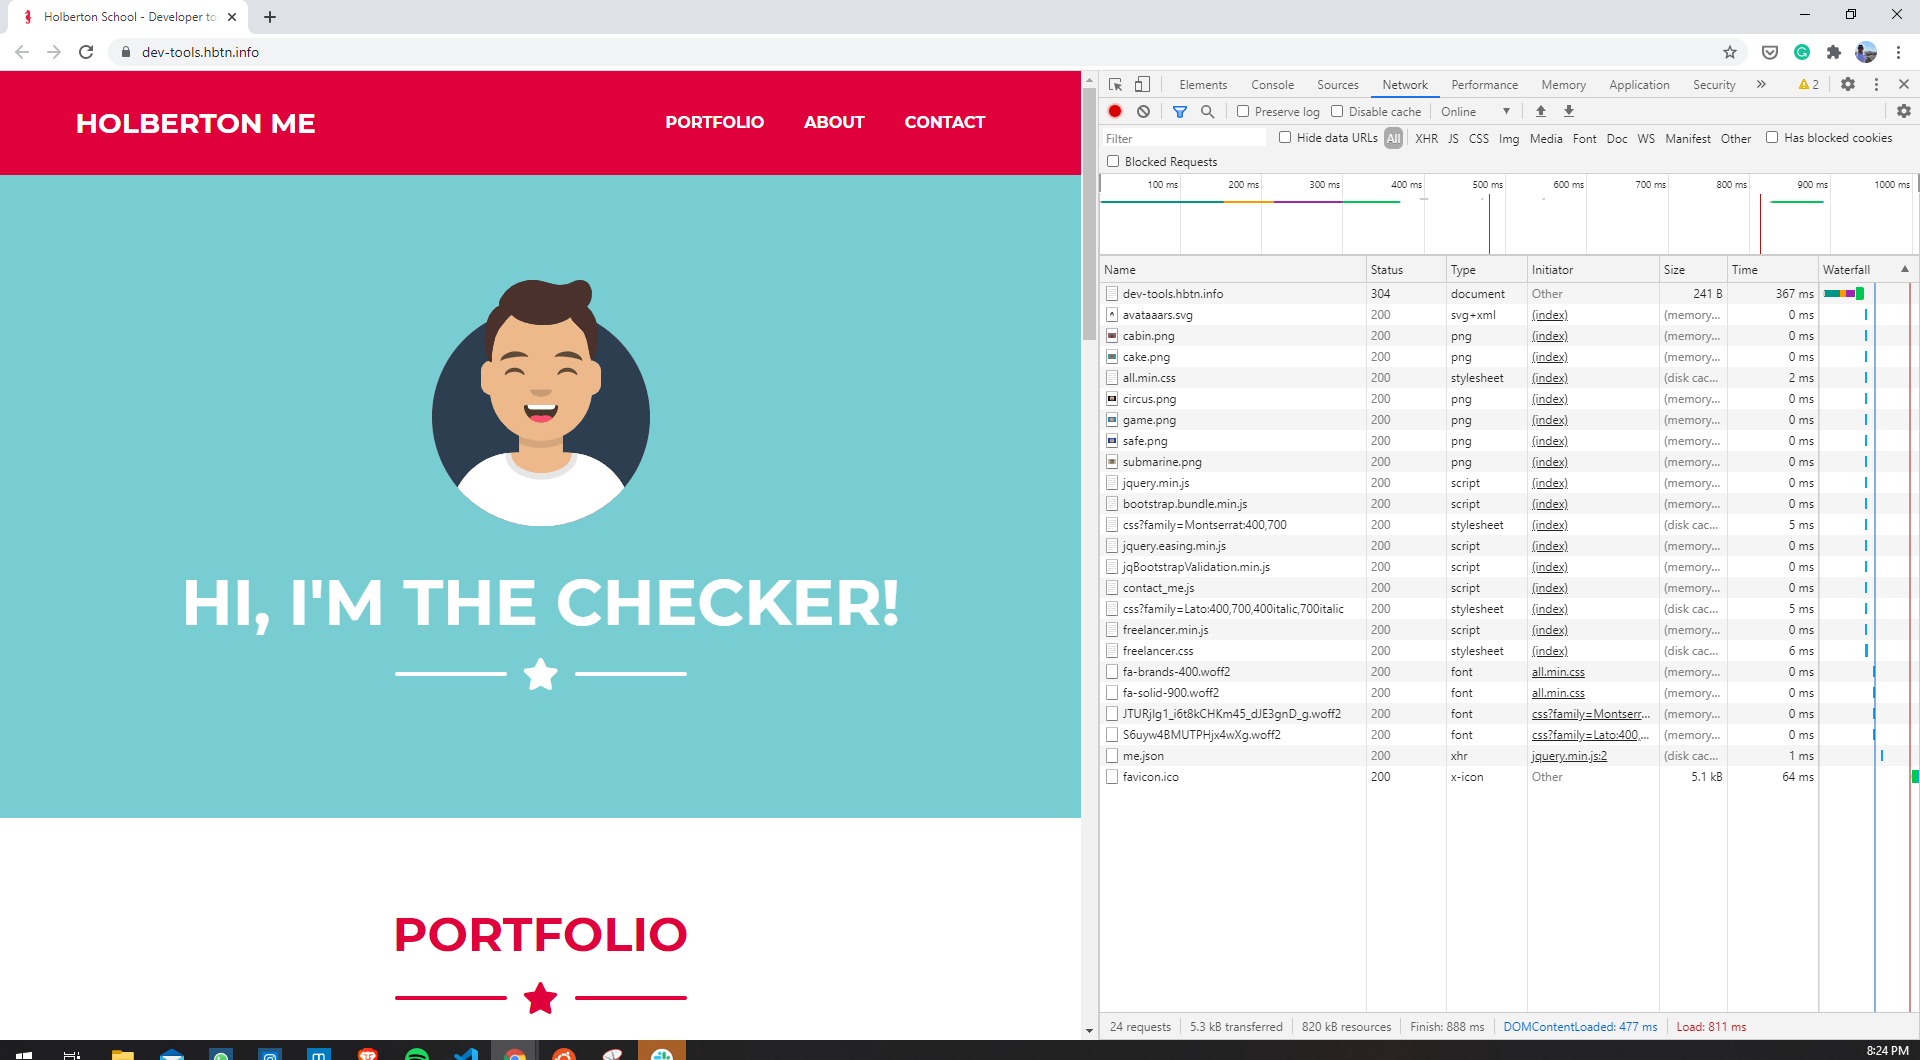 Holberton School - Developer to
dev-tools.hbtn.info
HOLBERTON ME
PORTFOLIO ABOUT CONTACT
HI, I'M THE CHECKER!
PORTFOLIO
Elements Console Sources Network Performance Memory Application Security » 2
Preserve log Disable cache Online
Filter Hide data URLs All XHR JS CSS Img Media Font Doc WS Manifest Other Has blocked cookies
Blocked Requests
100 ms 200 ms 300 ms 400 ms 500 ms 600 ms 700 ms 800 ms 900 ms 1000 ms
Name Status Type Initiator Size Time Waterfall
dev-tools.hbtn.info 304 document Other 241 B 367 ms
avataaars.svg 200 svg+xml (index) (memory... 0 ms
cabin.png 200 png (index) (memory... 0 ms
cake.png 200 png (index) (memory... 0 ms
all.min.css 200 stylesheet (index) (disk cac... 2 ms
circus.png 200 png (index) (memory... 0 ms
game.png 200 png (index) (memory... 0 ms
safe.png 200 png (index) (memory... 0 ms
submarine.png 200 png (index) (memory... 0 ms
jquery.min.js 200 script (index) (memory... 0 ms
bootstrap.bundle.min.js 200 script (index) (memory... 0 ms
css?family=Montserrat:400,700 200 stylesheet (index) (disk cac... 5 ms
jquery.easing.min.js 200 script (index) (memory... 0 ms
jqBootstrapValidation.min.js 200 script (index) (memory... 0 ms
contact_me.js 200 script (index) (memory... 0 ms
css?family=Lato:400,700,400italic,700italic 200 stylesheet (index) (disk cac... 5 ms
freelancer.min.js 200 script (index) (memory... 0 ms
freelancer.css 200 stylesheet (index) (disk cac... 6 ms
fa-brands-400.woff2 200 font all.min.css (memory... 0 ms
fa-solid-900.woff2 200 font all.min.css (memory... 0 ms
JTURjIg1_i6t8kCHKm45_dJE3gnD_g.woff2 200 font css?family=Montserr... (memory... 0 ms
S6uyw4BMUTPHjx4wXg.woff2 200 font css?family=Lato:400,... (memory... 0 ms
me.json 200 xhr jquery.min.js:2 (disk cac... 1 ms
favicon.ico 200 x-icon Other 5.1 kB 64 ms
24 requests 5.3 kB transferred 820 kB resources Finish: 888 ms DOMContentLoaded: 477 ms Load: 811 ms
8:24 PM